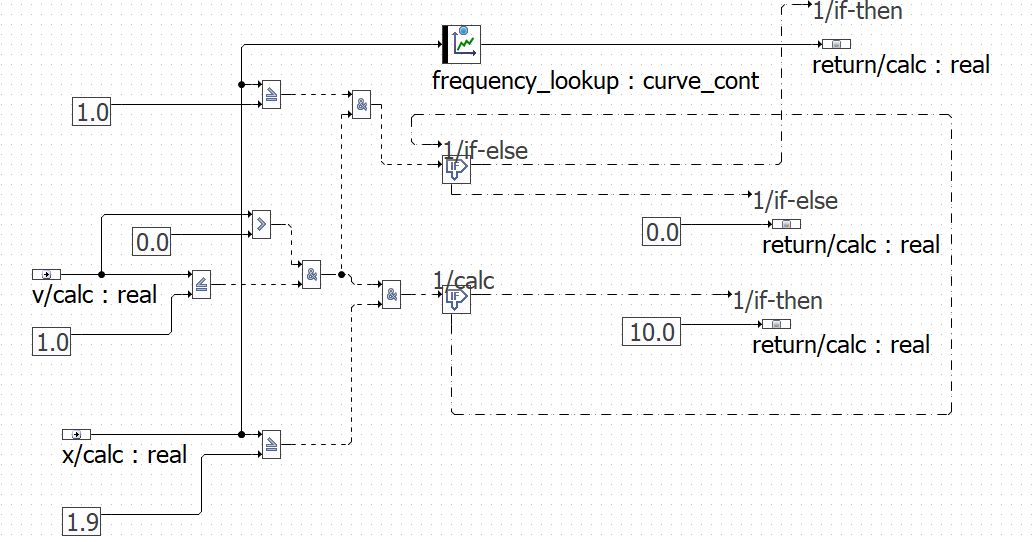 1/if-then
return/calc : real
frequency_lookup : curve_cont
≥
1.0
&
1/if-else
IF
1/if-else
>
0.0
0.0
return/calc : real
&
1/calc
v/calc : real
≤
&
IF
1/if-then
1.0
10.0
return/calc : real
x/calc : real
≥
1.9